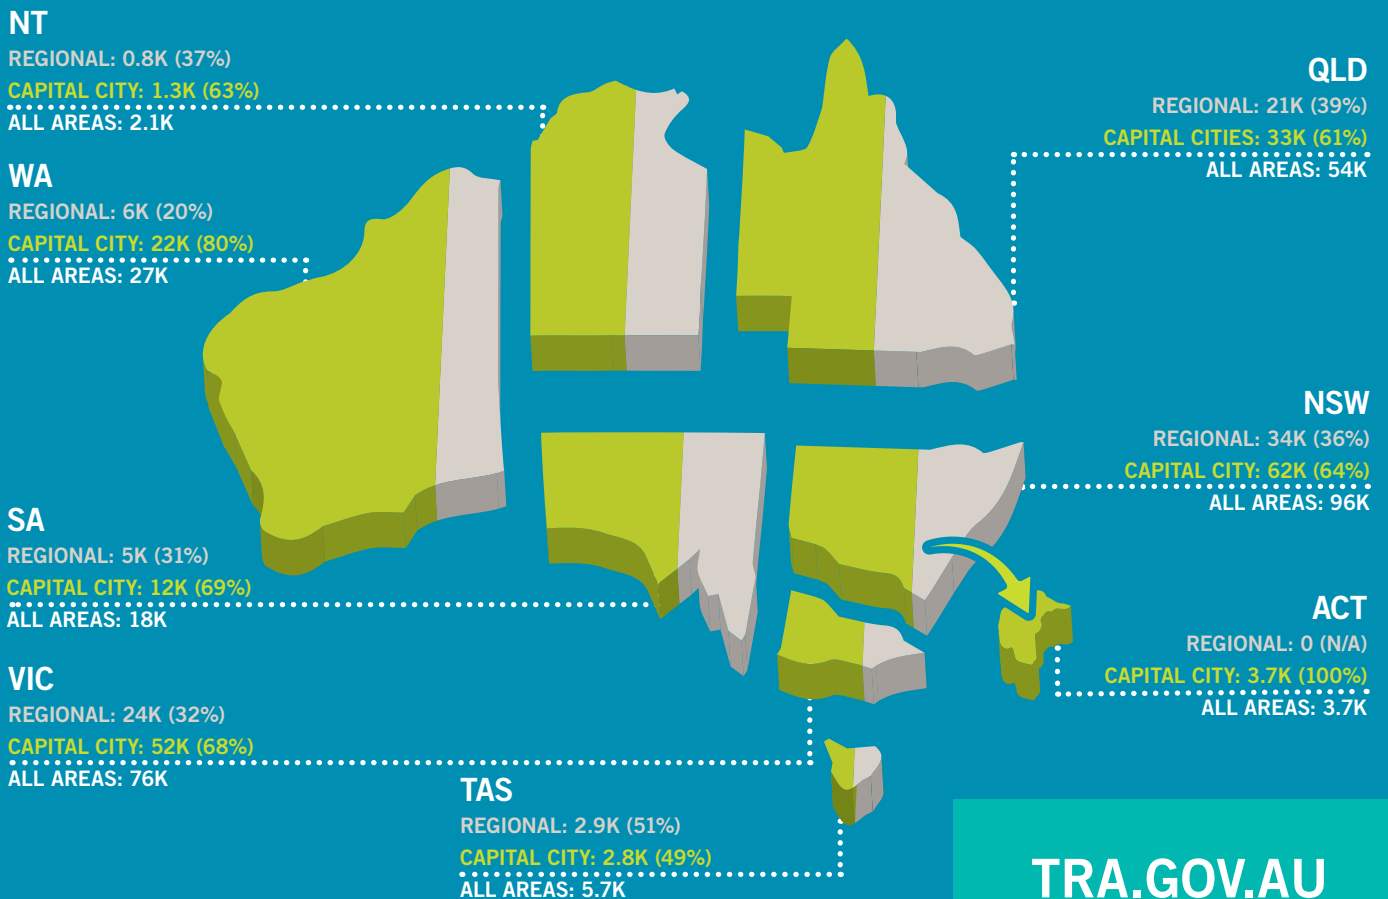 NT
REGIONAL: 0.8K (37%)
CAPITAL CITY: 1.3K (63%)
ALL AREAS: 2.1K
WA
REGIONAL: 6K (20%)
CAPITAL CITY: 22K (80%)
ALL AREAS: 27K
SA
REGIONAL: 5K (31%)
CAPITAL CITY: 12K (69%)
ALL AREAS: 18K
VIC
REGIONAL: 24K (32%)
CAPITAL CITY: 52K (68%)
ALL AREAS: 76K
TAS
REGIONAL: 2.9K (51%)
CAPITAL CITY: 2.8K (49%)
ALL AREAS: 5.7K
QLD
REGIONAL: 21K (39%)
CAPITAL CITIES: 33K (61%)
ALL AREAS: 54K
NSW
REGIONAL: 34K (36%)
CAPITAL CITY: 62K (64%)
ALL AREAS: 96K
ACT
REGIONAL: 0 (N/A)
CAPITAL CITY: 3.7K (100%)
ALL AREAS: 3.7K
TRA.GOV.AU